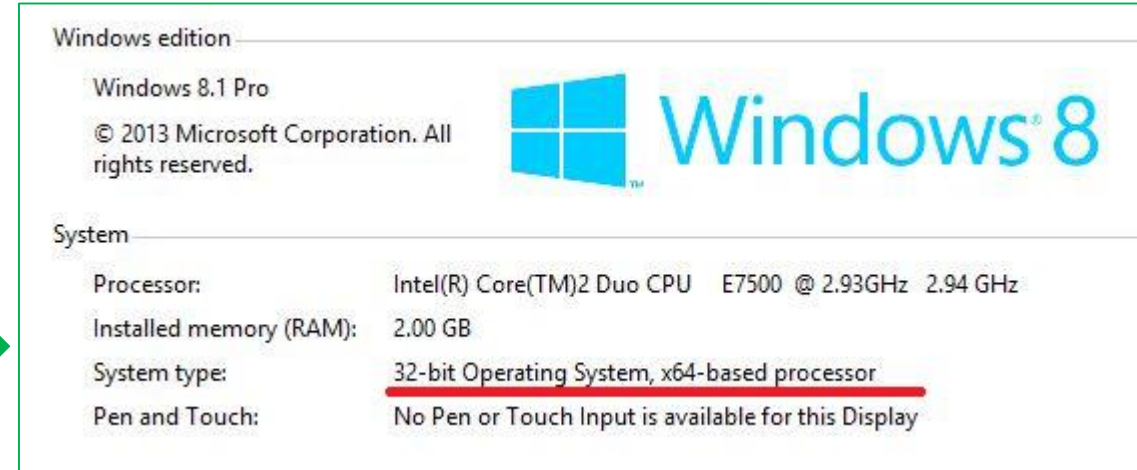 Windows edition
Windows 8.1 Pro
© 2013 Microsoft Corporation. All
rights reserved.
Windows® 8
TM
System
Processor: Intel(R) Core(TM)2 Duo CPU E7500 @ 2.93GHz 2.94 GHz
Installed memory (RAM): 2.00 GB
System type: 32-bit Operating System, x64-based processor
Pen and Touch: No Pen or Touch Input is available for this Display